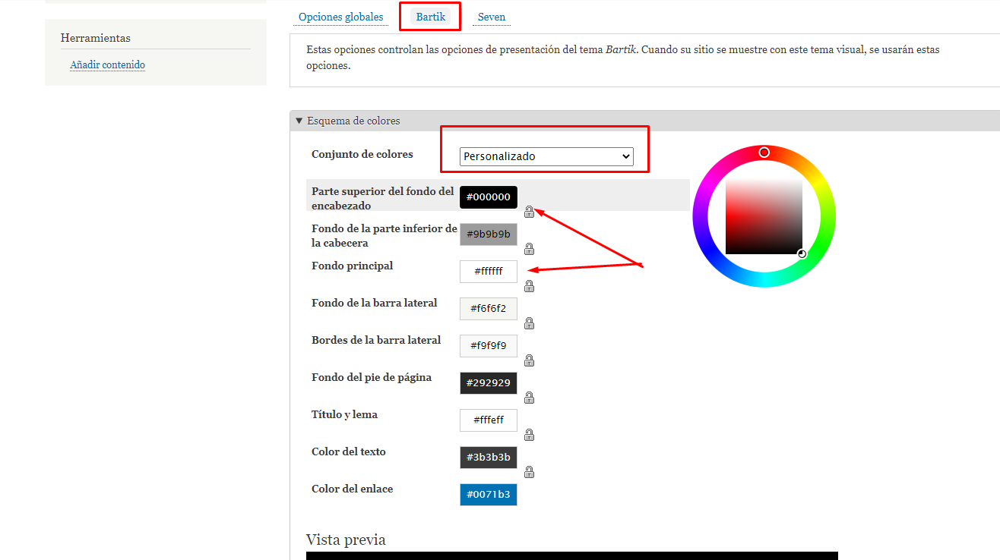 Opciones globales Bartik Seven
Herramientas
Añadir contenido
Estas opciones controlan las opciones de presentación del tema Bartik. Cuando su sitio se muestre con este tema visual, se usarán estas
opciones.
▼ Esquema de colores
Conjunto de colores Personalizado
Parte superior del fondo del
encabezado #000000
Fondo de la parte inferior de
la cabecera #9b9b9b
Fondo principal #ffffff
Fondo de la barra lateral #f6f6f2
Bordes de la barra lateral #f9f9f9
Fondo del pie de página #292929
Título y lema #fffeff
Color del texto #3b3b3b
Color del enlace #0071b3
Vista previa